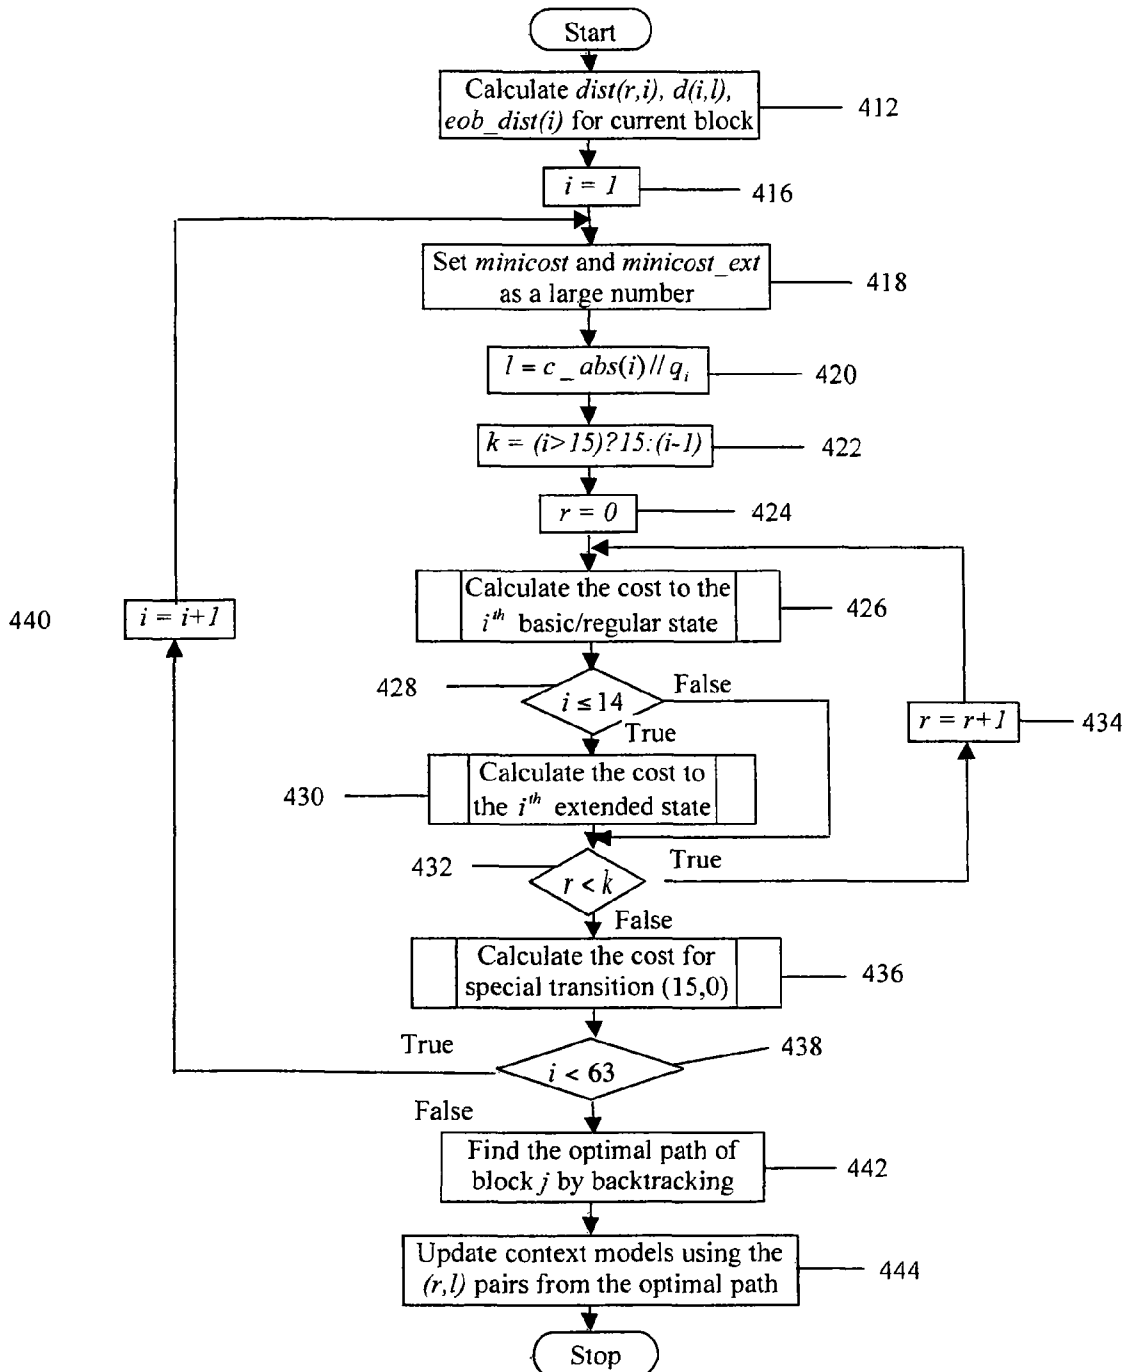 Start
Calculate dist(r,i), d(i,l),
eob_dist(i) for current block
412
i = 1
416
Set minicost and minicost_ext
as a large number
418
l = c_abs(i)//q_i
420
k = (i>15)?15:(i-1)
422
r = 0
424
Calculate the cost to the
i^th basic/regular state
426
440
i = i+1
428
i ≤ 14
False
True
r = r+1
434
430
Calculate the cost to
the i^th extended state
432
r < k
True
False
Calculate the cost for
special transition (15,0)
436
True
i < 63
438
False
Find the optimal path of
block j by backtracking
442
Update context models using the
(r,l) pairs from the optimal path
444
Stop